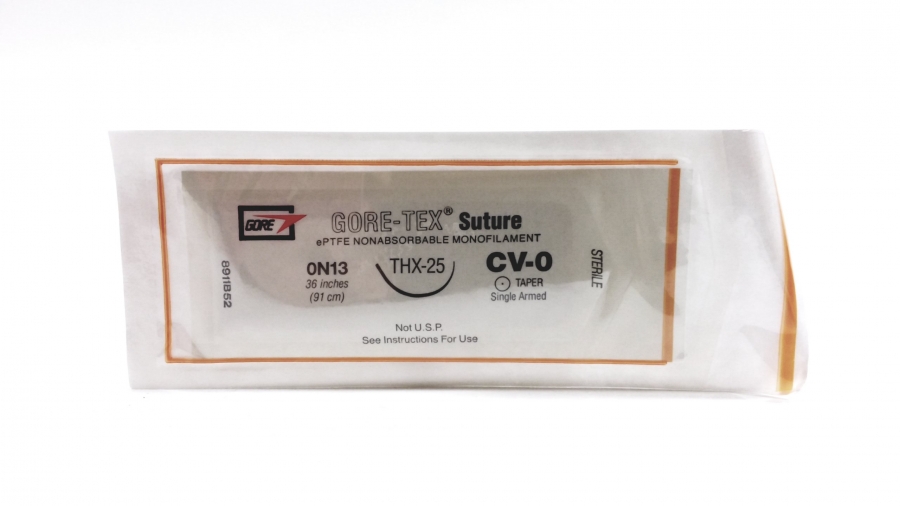 GORE
GORE-TEX® Suture
ePTFE NONABSORBABLE MONOFILAMENT
0N13
36 inches
(91 cm)
THX-25
CV-0
TAPER
Single Armed
Not U.S.P.
See Instructions For Use
8911B52
STERILE